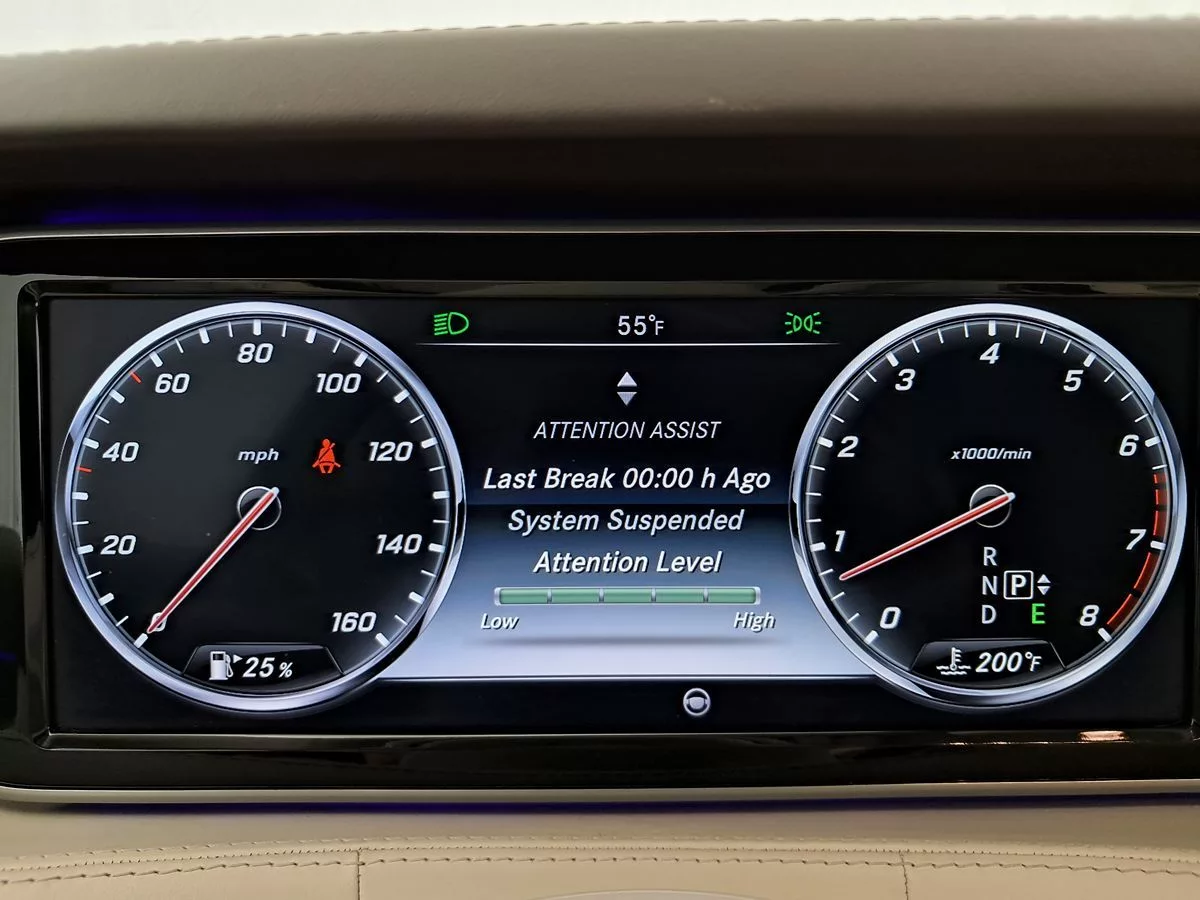 55°F
80
60
100
40
mph
120
20
140
0
160
25%
ATTENTION ASSIST
Last Break 00:00 h Ago
System Suspended
Attention Level
Low High
4
3
5
2
x1000/min
6
1
7
R
N P
D E
0
8
200°F